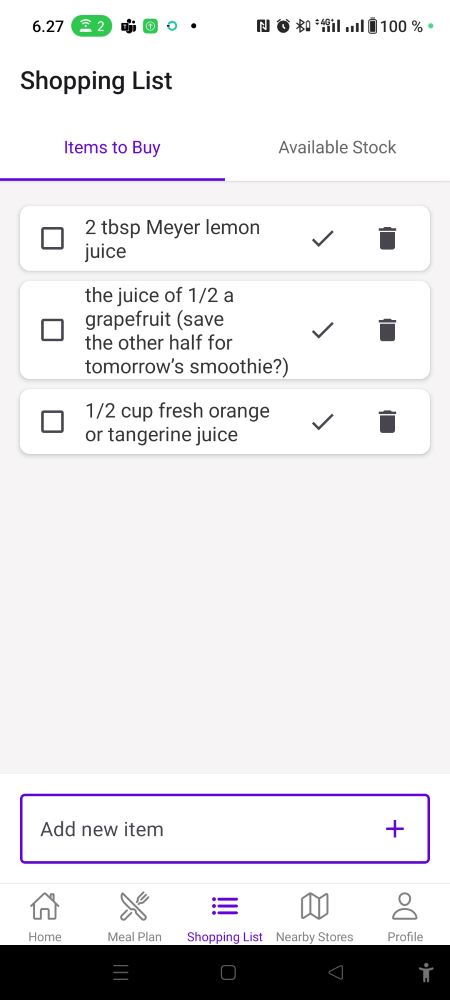 6.27 2 4G+ 100 %
Shopping List
Items to Buy Available Stock
2 tbsp Meyer lemon
juice
the juice of 1/2 a
grapefruit (save
the other half for
tomorrow’s smoothie?)
1/2 cup fresh orange
or tangerine juice
Add new item
Home Meal Plan Shopping List Nearby Stores Profile